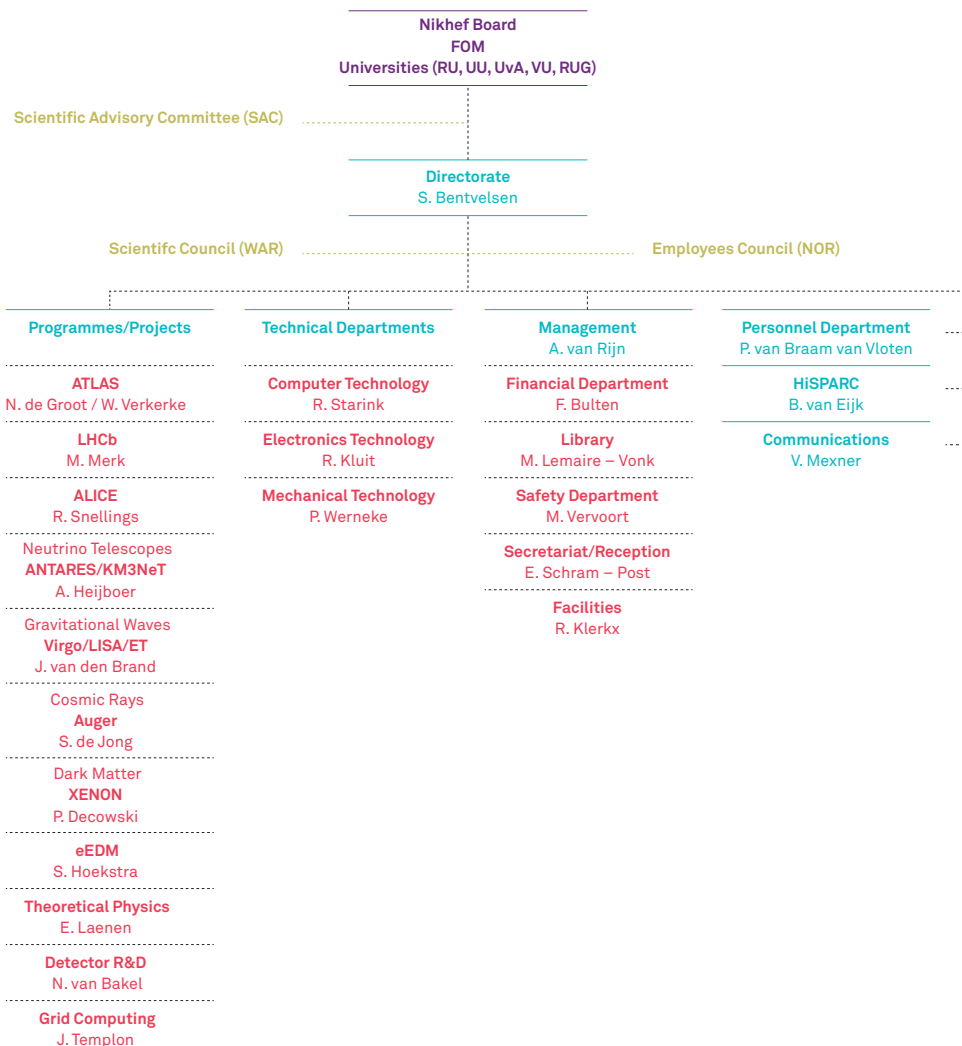 Nikhef Board
FOM
Universities (RU, UU, UvA, VU, RUG)
Scientific Advisory Committee (SAC)
Directorate
S. Bentvelsen
Scientifc Council (WAR)
Employees Council (NOR)
Programmes/Projects
ATLAS
N. de Groot / W. Verkerke
LHCb
M. Merk
ALICE
R. Snellings
Neutrino Telescopes
ANTARES/KM3NeT
A. Heijboer
Gravitational Waves
Virgo/LISA/ET
J. van den Brand
Cosmic Rays
Auger
S. de Jong
Dark Matter
XENON
P. Decowski
eEDM
S. Hoekstra
Theoretical Physics
E. Laenen
Detector R&D
N. van Bakel
Grid Computing
J. Templon
Technical Departments
Computer Technology
R. Starink
Electronics Technology
R. Kluit
Mechanical Technology
P. Werneke
Management
A. van Rijn
Financial Department
F. Bulten
Library
M. Lemaire – Vonk
Safety Department
M. Vervoort
Secretariat/Reception
E. Schram – Post
Facilities
R. Klerkx
Personnel Department
P. van Braam van Vloten
HiSPARC
B. van Eijk
Communications
V. Mexner